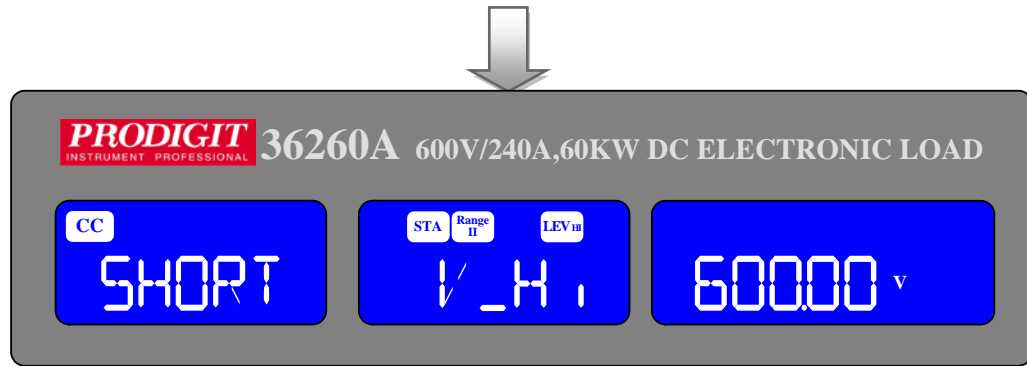 PRODIGIT
INSTRUMENT PROFESSIONAL
36260A 600V/240A,60KW DC ELECTRONIC LOAD
CC
STA Range II LEV HI
SHORT V_Hi 600.00 V